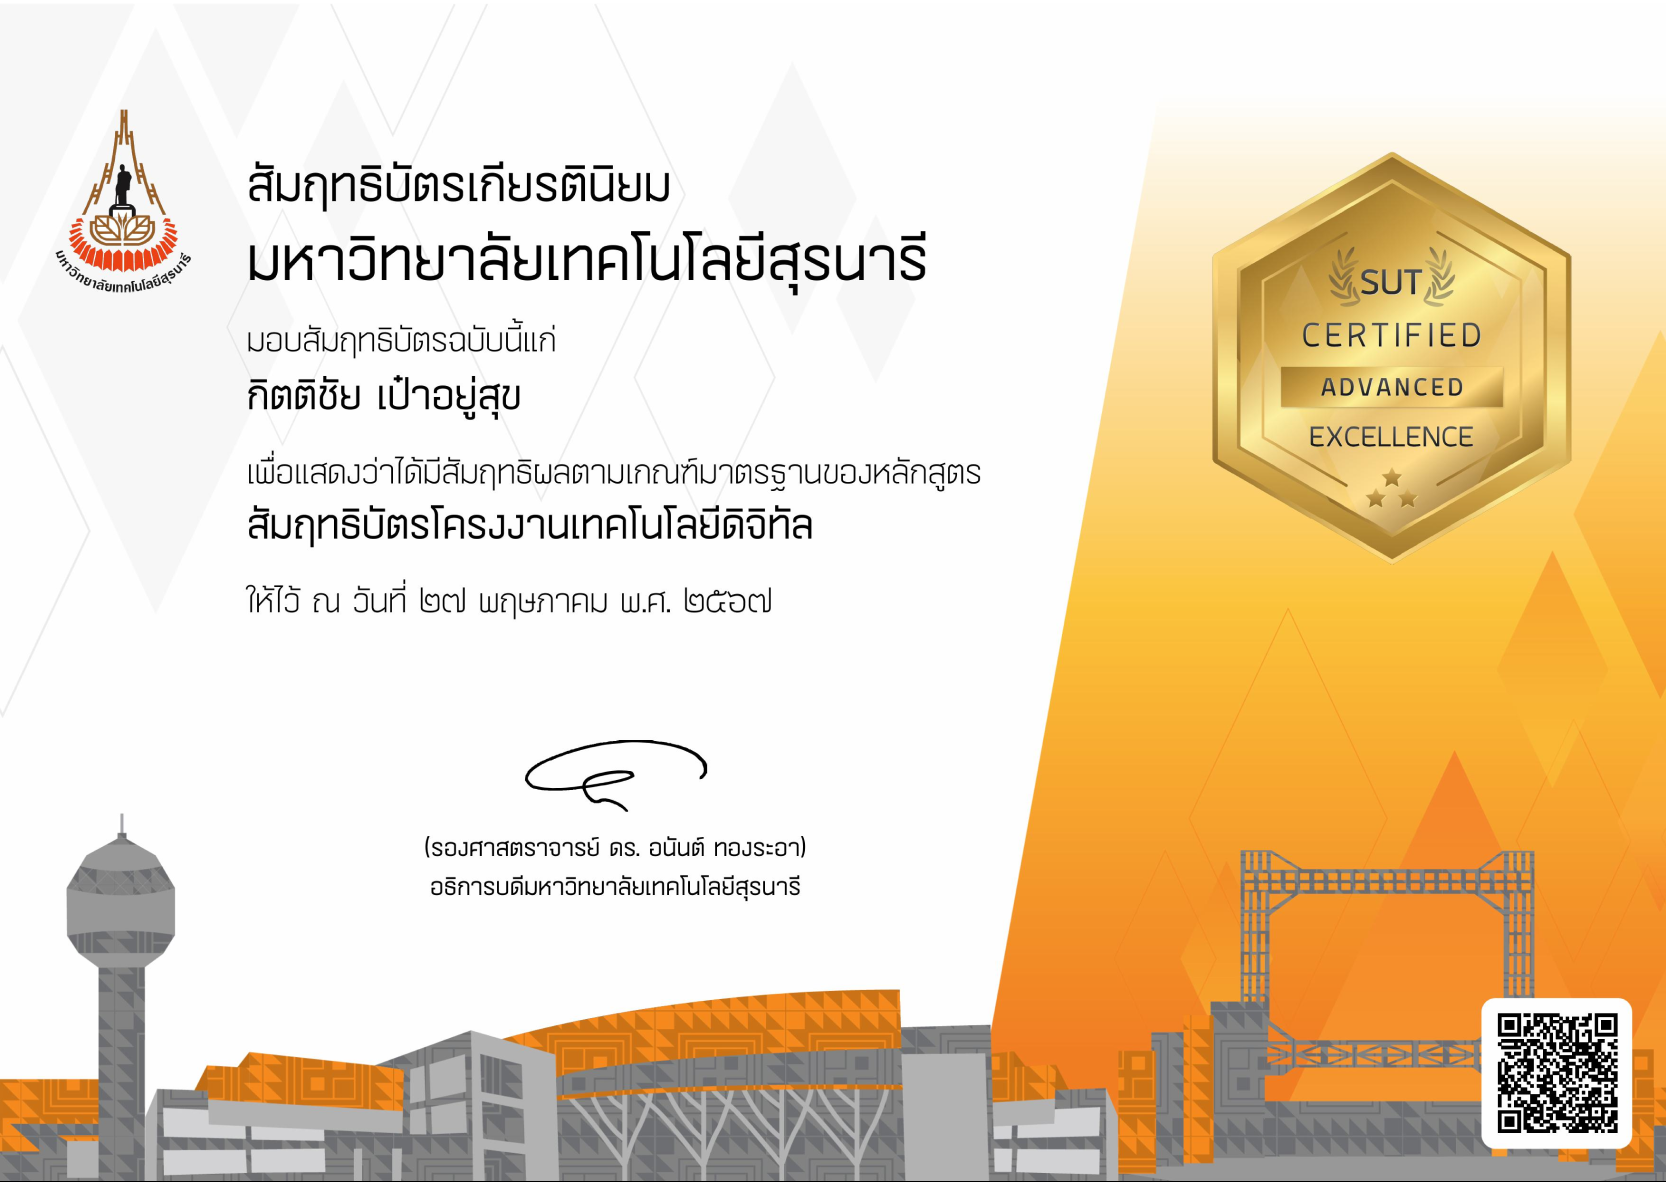 มหาวิทยาลัยเทคโนโลยีสุรนารี
สัมฤทธิบัตรเกียรตินิยม
มหาวิทยาลัยเทคโนโลยีสุรนารี
มอบสัมฤทธิบัตรฉบับนี้แก่
กิตติชัย เป๋าอยู่สุข
เพื่อแสดงว่าได้มีสัมฤทธิผลตามเกณฑ์มาตรฐานของหลักสูตร
สัมฤทธิบัตรโครงงานเทคโนโลยีดิจิทัล
ให้ไว้ ณ วันที่ ๒๗ พฤษภาคม พ.ศ. ๒๕๖๗
(รองศาสตราจารย์ ดร. อนันต์ ทองระอา)
อธิการบดีมหาวิทยาลัยเทคโนโลยีสุรนารี
SUT
CERTIFIED
ADVANCED
EXCELLENCE